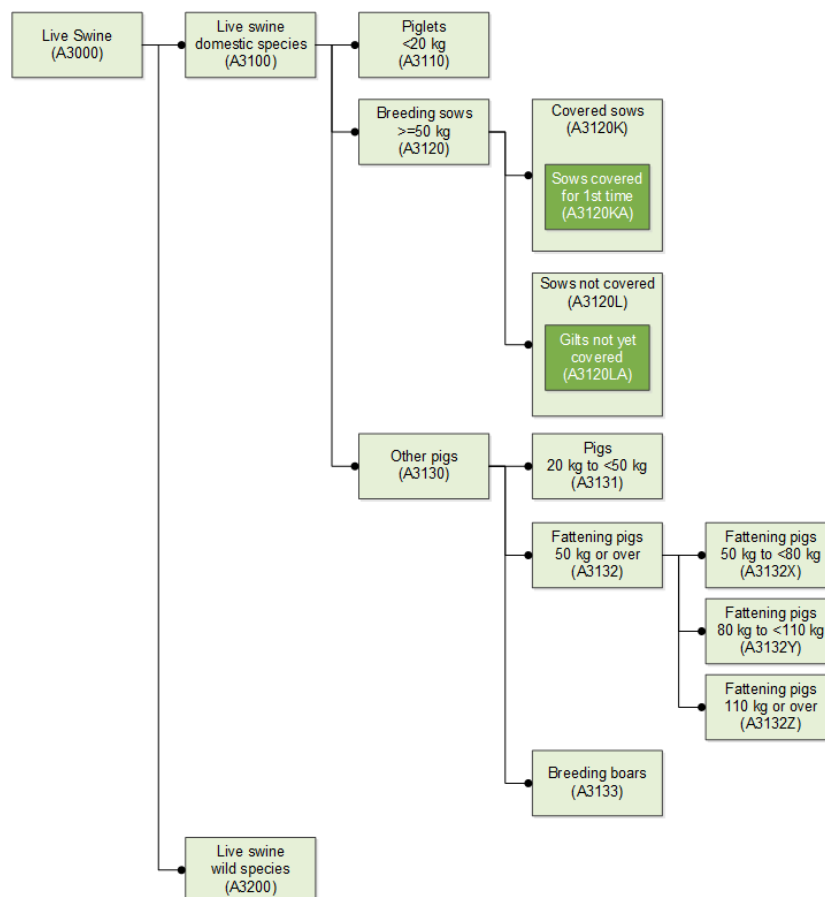 Live Swine
(A3000)
Live swine
domestic species
(A3100)
Piglets
<20 kg
(A3110)
Breeding sows
>=50 kg
(A3120)
Covered sows
(A3120K)
Sows covered
for 1st time
(A3120KA)
Sows not covered
(A3120L)
Gilts not yet
covered
(A3120LA)
Other pigs
(A3130)
Pigs
20 kg to <50 kg
(A3131)
Fattening pigs
50 kg or over
(A3132)
Fattening pigs
50 kg to <80 kg
(A3132X)
Fattening pigs
80 kg to <110 kg
(A3132Y)
Fattening pigs
110 kg or over
(A3132Z)
Breeding boars
(A3133)
Live swine
wild species
(A3200)